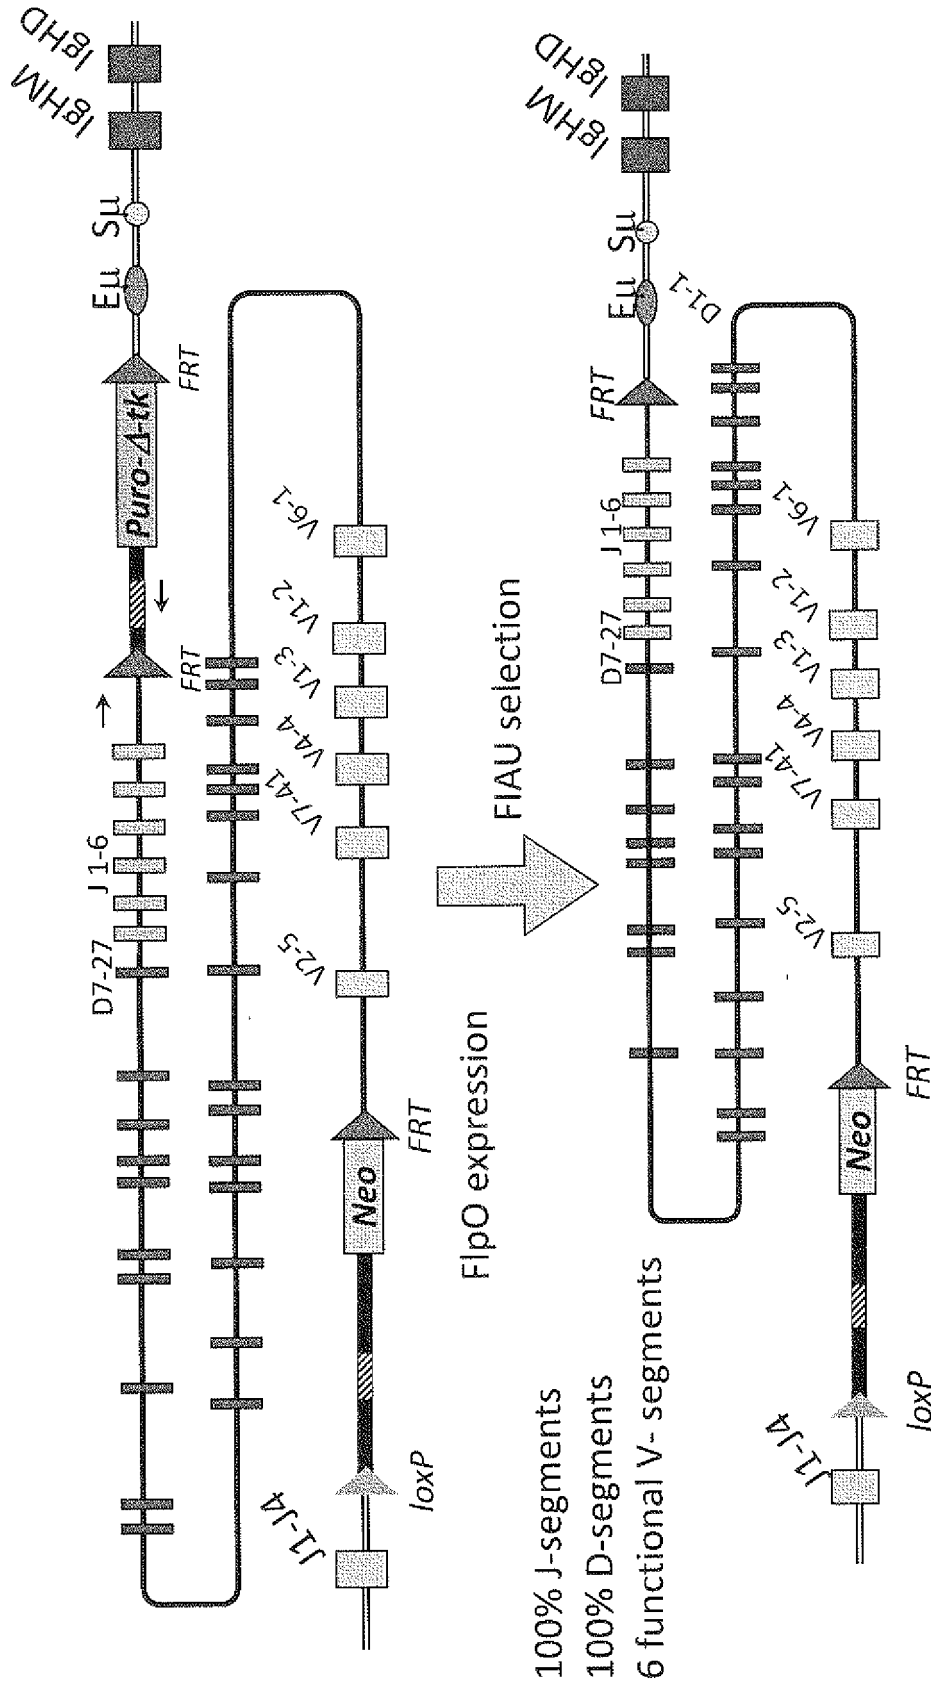 IgHD
IgHM
Sμ
Eμ
FRT
Puro-Δ-tk
FRT
J 1-6
D7-27
V6-1
V1-2
V1-3
V4-4
V7-41
V2-5
FRT
Neo
loxP
J1-J4
FlpO expression
FIAU selection
IgHD
IgHM
Sμ
Eμ
D1-1
FRT
J 1-6
D7-27
V6-1
V1-2
V1-3
V4-4
V7-41
V2-5
FRT
Neo
loxP
J1-J4
100% J-segments
100% D-segments
6 functional V- segments